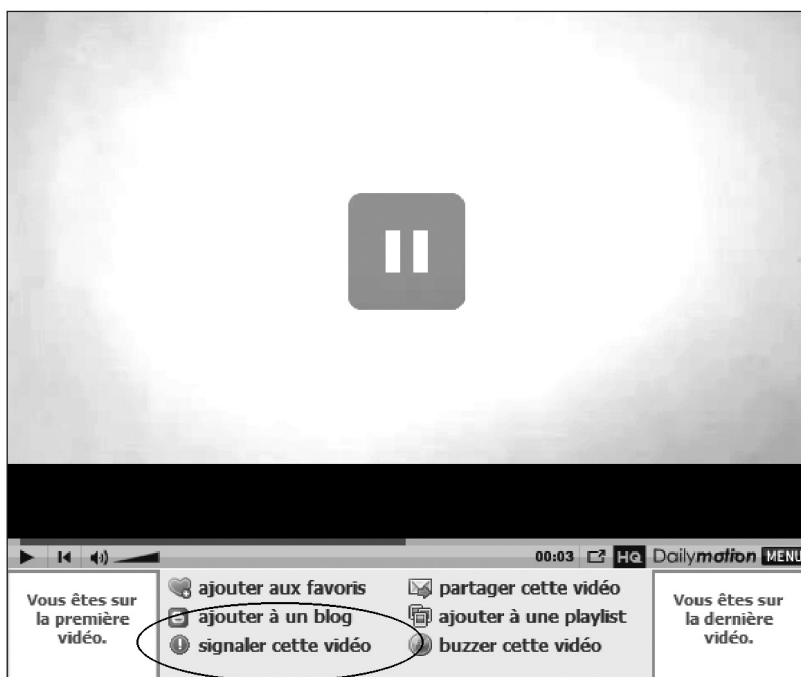 00:03 HQ Dailymotion MENU
Vous êtes sur
la première
vidéo.
ajouter aux favoris
ajouter à un blog
signaler cette vidéo
partager cette vidéo
ajouter à une playlist
buzzer cette vidéo
Vous êtes sur
la dernière
vidéo.